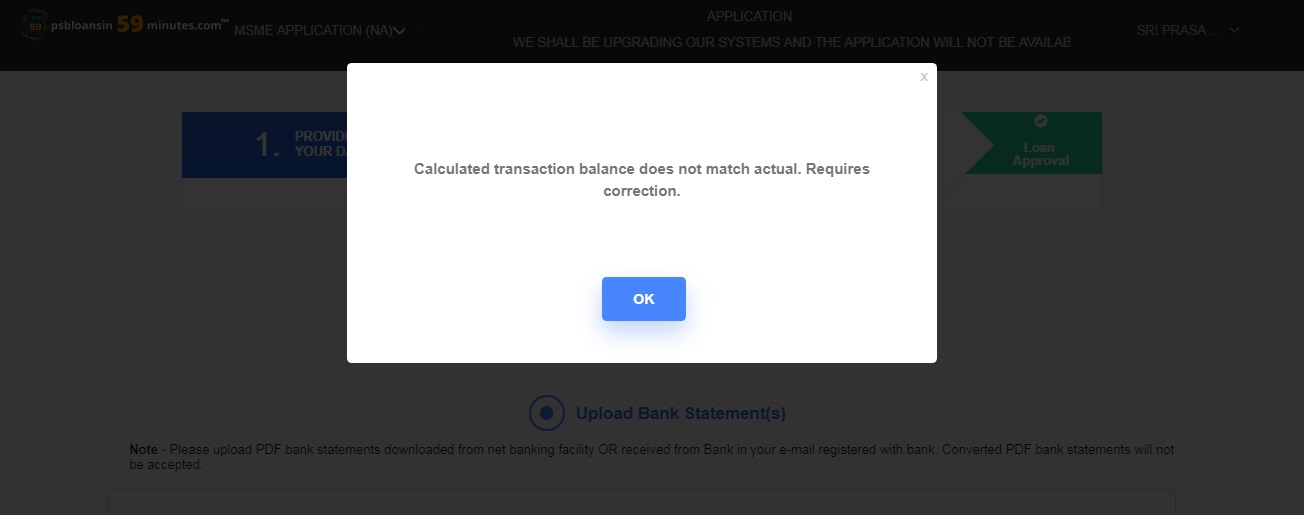 psbloansin 59 minutes.com™
MSME APPLICATION (NA)
APPLICATION
WE SHALL BE UPGRADING OUR SYSTEMS AND THE APPLICATION WILL NOT BE AVAILAB
SRI PRASA...
x
1.
PROVID
YOUR DA
Loan
Approval
Calculated transaction balance does not match actual. Requires
correction.
OK
Upload Bank Statement(s)
Note - Please upload PDF bank statements downloaded from net banking facility OR received from Bank in your e-mail registered with bank. Converted PDF bank statements will not
be accepted.